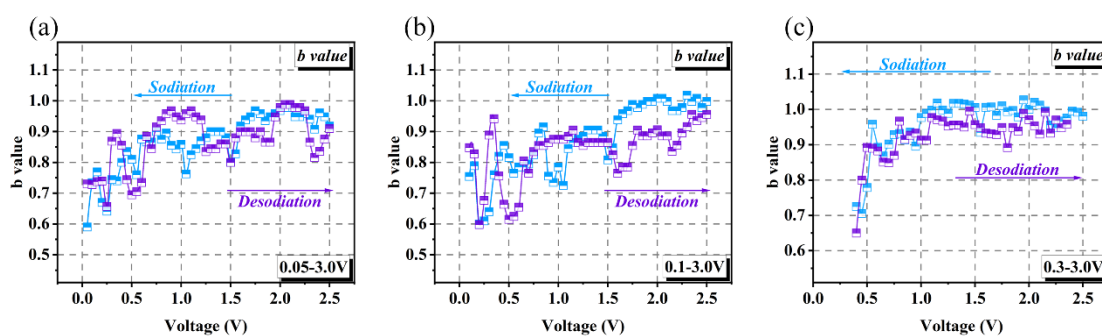 (a)
b value
1.1
1.0
0.9
0.8
0.7
0.6
0.5
b value
Sodiation
Desodiation
0.05-3.0V
0.0 0.5 1.0 1.5 2.0 2.5
Voltage (V)
(b)
b value
1.1
1.0
0.9
0.8
0.7
0.6
0.5
b value
Sodiation
Desodiation
0.1-3.0V
0.0 0.5 1.0 1.5 2.0 2.5
Voltage (V)
(c)
b value
1.1
1.0
0.9
0.8
0.7
0.6
b value
Sodiation
Desodiation
0.3-3.0V
0.0 0.5 1.0 1.5 2.0 2.5
Voltage (V)